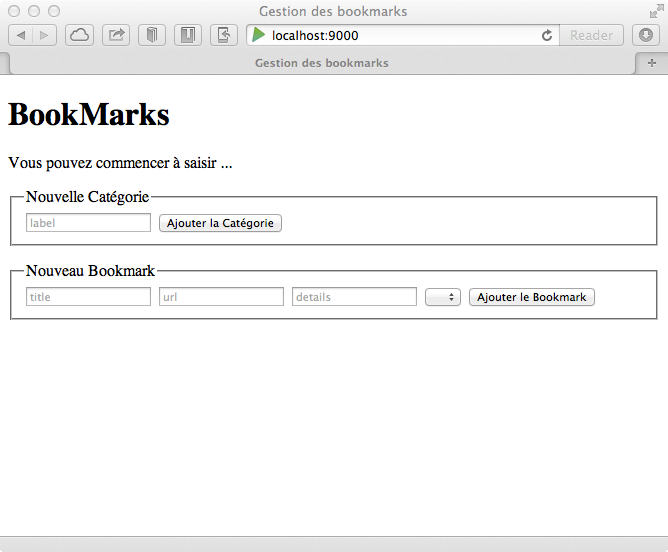 Gestion des bookmarks
localhost:9000
Reader
Gestion des bookmarks
BookMarks
Vous pouvez commencer à saisir ...
Nouvelle Catégorie
label Ajouter la Catégorie
Nouveau Bookmark
title url details Ajouter le Bookmark